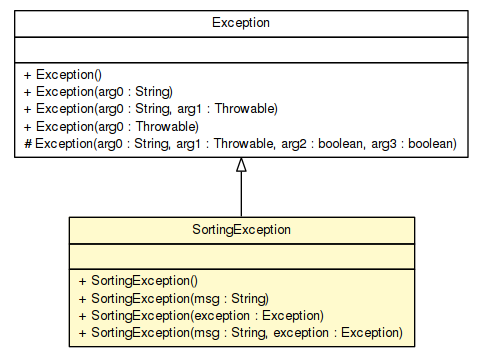 Exception
+ Exception()
+ Exception(arg0 : String)
+ Exception(arg0 : String, arg1 : Throwable)
+ Exception(arg0 : Throwable)
# Exception(arg0 : String, arg1 : Throwable, arg2 : boolean, arg3 : boolean)
SortingException
+ SortingException()
+ SortingException(msg : String)
+ SortingException(exception : Exception)
+ SortingException(msg : String, exception : Exception)